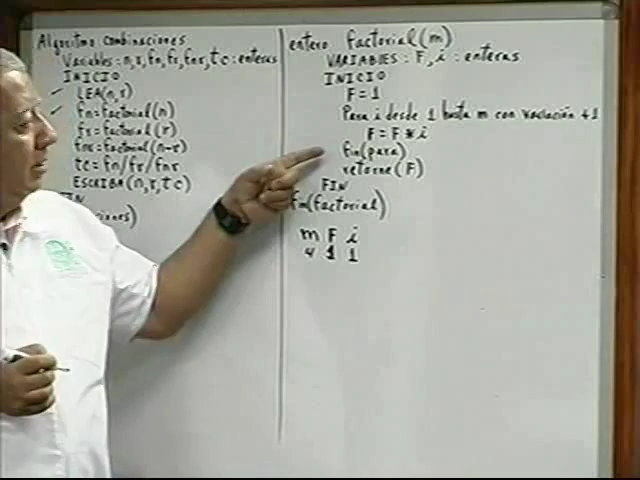 Algoritmo Combinaciones
Variables: n, r, fn, fr, fnr, tc: enteras
INICIO
LEA(n,r)
fn=factorial(n)
fr=factorial(r)
fnr=factorial(n-r)
tc=fn/fr/fnr
ESCRIBA(n,r,tc)
FIN
ciones)
entero factorial(m)
VARIABLES: F, i: enteras
INICIO
F=1
Para i desde 1 hasta m con variación +1
F=F*i
fin(para)
retorne(F)
FIN
fin(factorial)
m F i
4 1 1